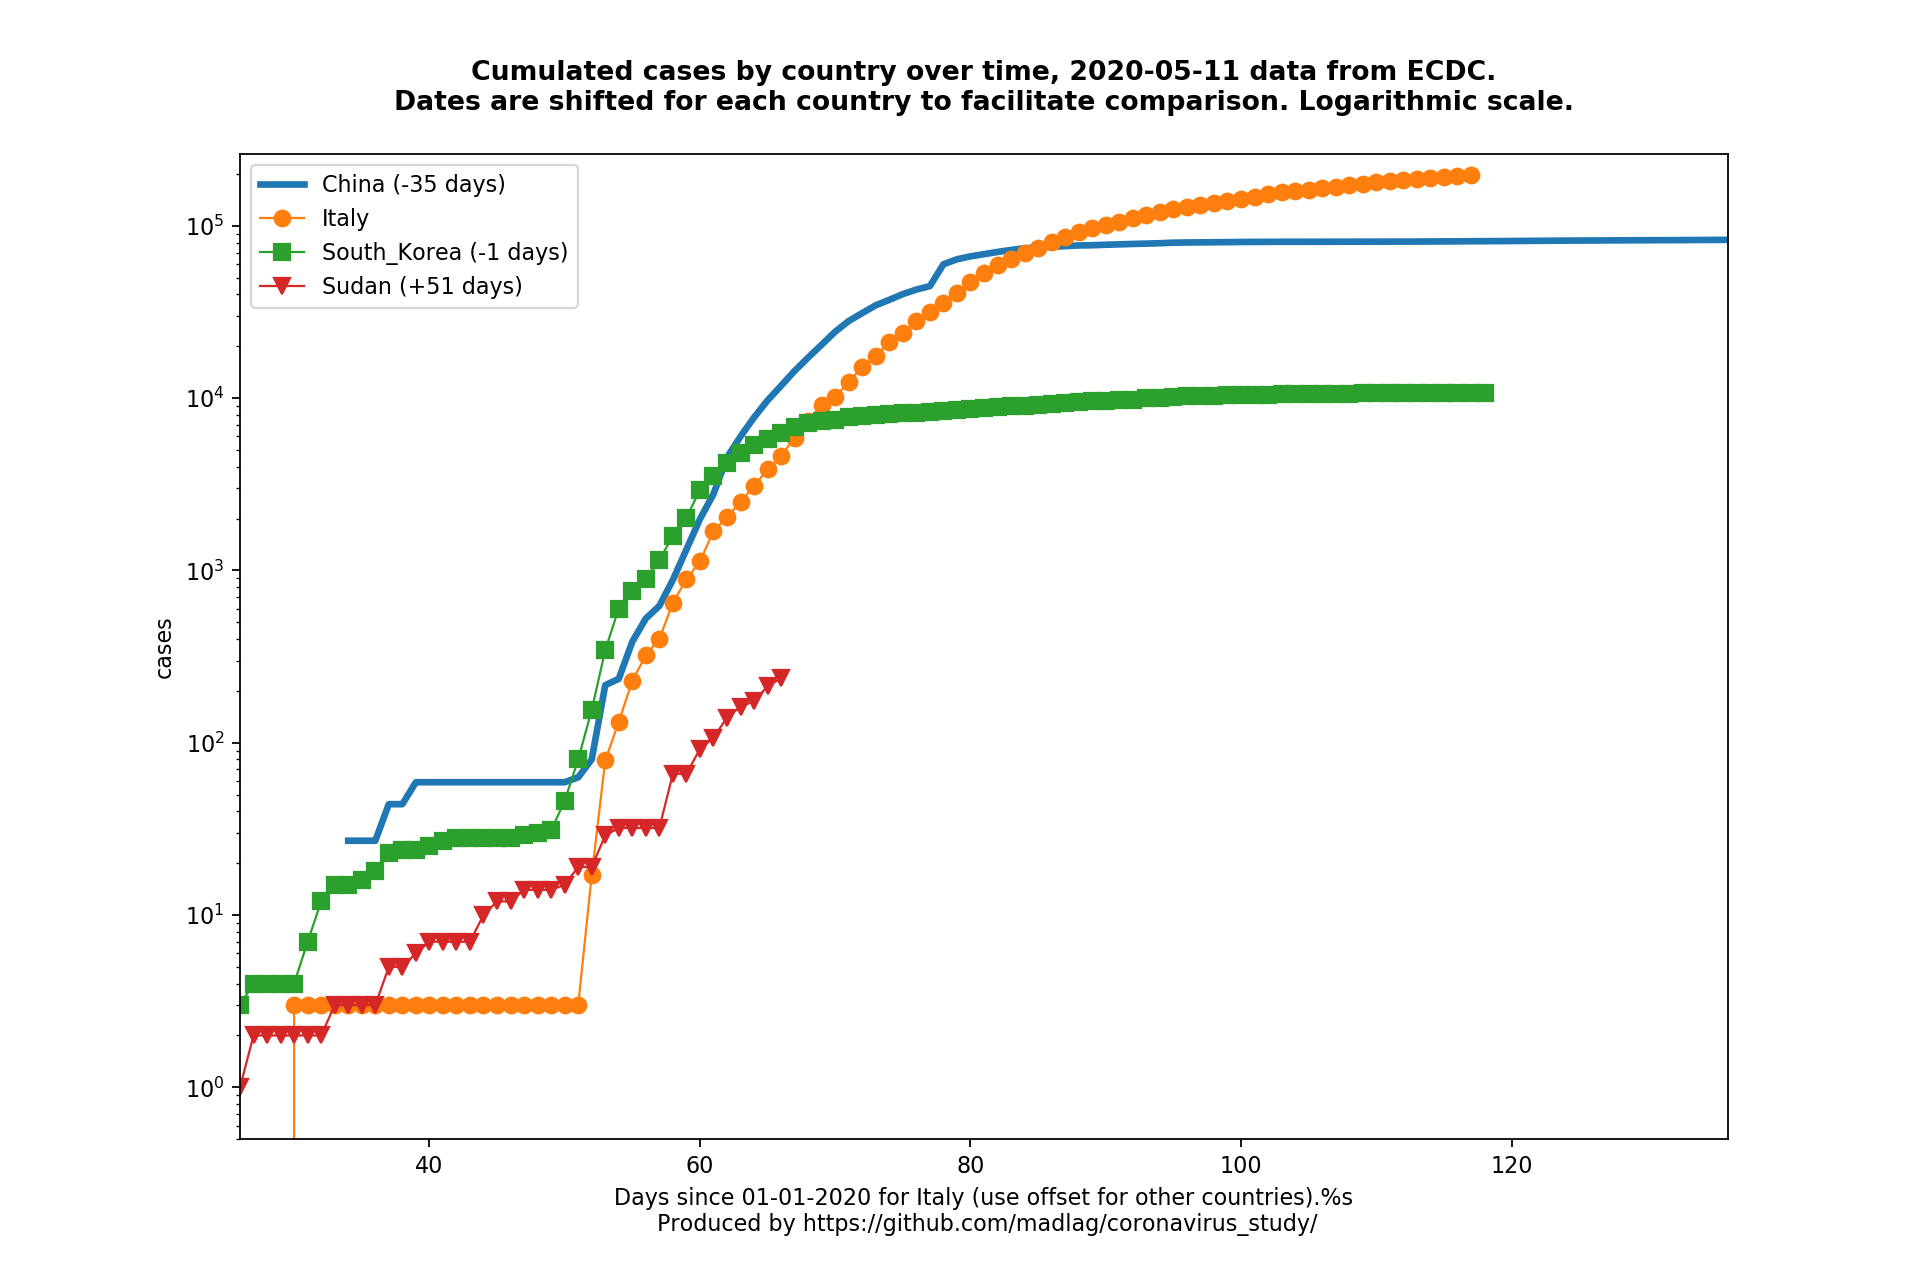 Cumulated cases by country over time, 2020-05-11 data from ECDC.
Dates are shifted for each country to facilitate comparison. Logarithmic scale.
China (-35 days)
Italy
South_Korea (-1 days)
Sudan (+51 days)
10⁵
10⁴
10³
10²
10¹
10⁰
cases
40 60 80 100 120
Days since 01-01-2020 for Italy (use offset for other countries).%s
Produced by https://github.com/madlag/coronavirus_study/